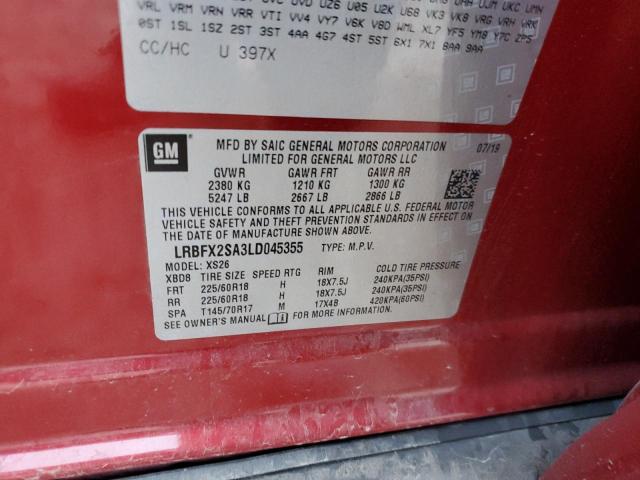 VRL VRM VRN VRR VTI VV4 VY7 V6K V8D WML XL7 YF5 YM8 Y7C ZP5
0ST 1SL 1SZ 2ST 3ST 4AA 4G7 4ST 5ST 6X1 7X1 8AA 9AA
CC/HC U 397X
GM
MFD BY SAIC GENERAL MOTORS CORPORATION 07/19
LIMITED FOR GENERAL MOTORS LLC
GVWR GAWR FRT GAWR RR
2380 KG 1210 KG 1300 KG
5247 LB 2667 LB 2866 LB
THIS VEHICLE CONFORMS TO ALL APPLICABLE U.S. FEDERAL MOTOR
VEHICLE SAFETY AND THEFT PREVENTION STANDARDS IN EFFECT
ON THE DATE OF MANUFACTURE SHOWN ABOVE.
LRBFX2SA3LD045355 TYPE: M.P.V.
MODEL: XS26
XBD8 TIRE SIZE SPEED RTG RIM COLD TIRE PRESSURE
FRT 225/60R18 H 18X7.5J 240KPA(35PSI)
RR 225/60R18 H 18X7.5J 240KPA(35PSI)
SPA T145/70R17 M 17X4B 420KPA(60PSI)
SEE OWNER'S MANUAL FOR MORE INFORMATION.